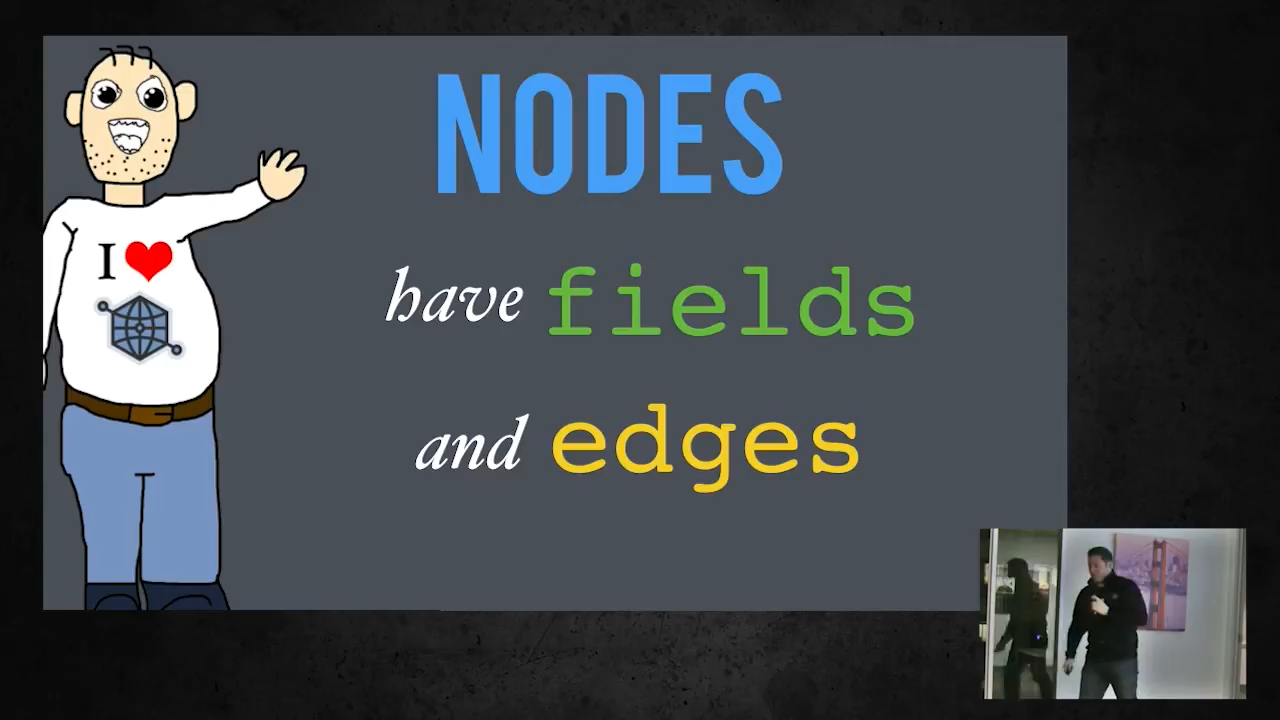 NODES
have fields
and edges
I ❤